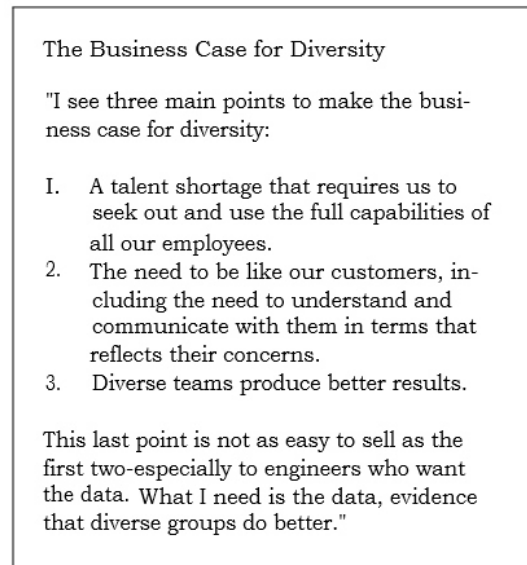 The Business Case for Diversity
"I see three main points to make the busi-
ness case for diversity:
I. A talent shortage that requires us to
seek out and use the full capabilities of
all our employees.
2. The need to be like our customers, in-
cluding the need to understand and
communicate with them in terms that
reflects their concerns.
3. Diverse teams produce better results.
This last point is not as easy to sell as the
first two-especially to engineers who want
the data. What I need is the data, evidence
that diverse groups do better."